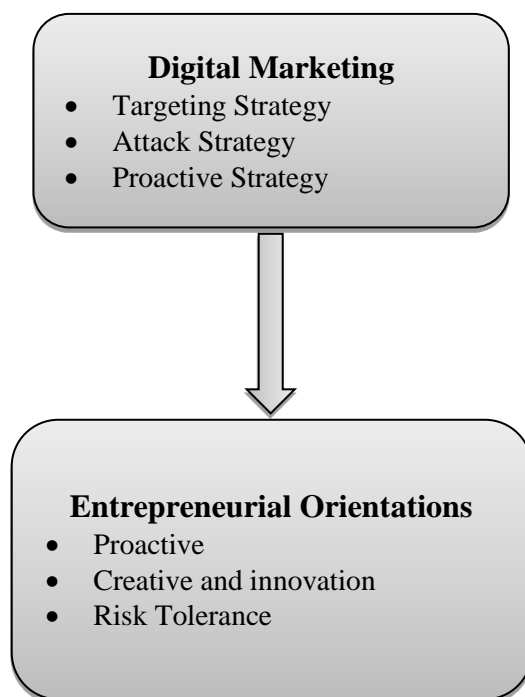 Digital Marketing
• Targeting Strategy
• Attack Strategy
• Proactive Strategy
Entrepreneurial Orientations
• Proactive
• Creative and innovation
• Risk Tolerance